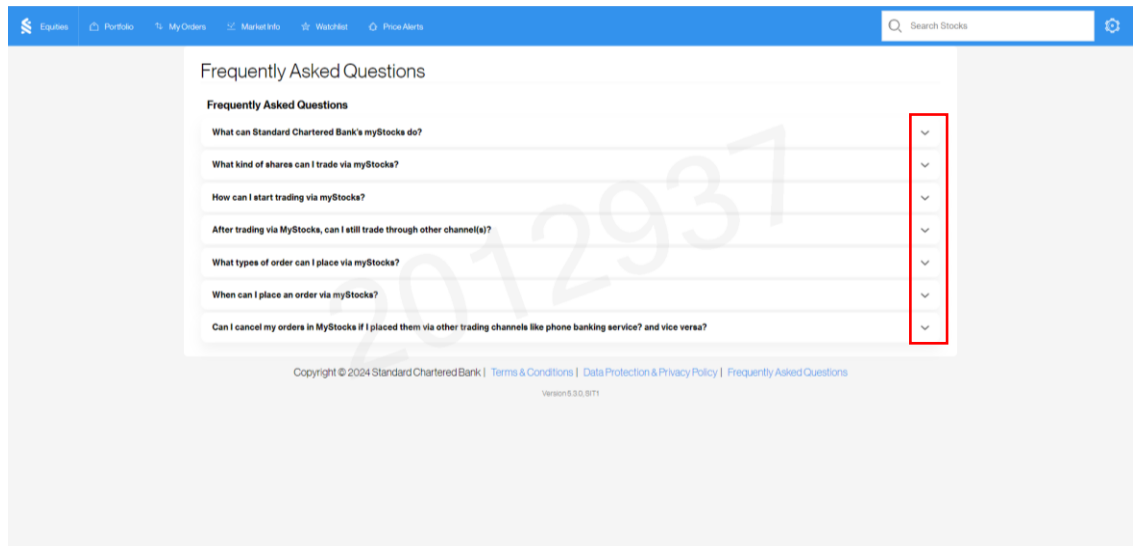 Equities Portfolio My Orders Market Info Watchlist Price Alerts Search Stocks
Frequently Asked Questions
Frequently Asked Questions
What can Standard Chartered Bank's myStocks do?
What kind of shares can I trade via myStocks?
How can I start trading via myStocks?
After trading via MyStocks, can I still trade through other channel(s)?
What types of order can I place via myStocks?
When can I place an order via myStocks?
Can I cancel my orders in MyStocks if I placed them via other trading channels like phone banking service? and vice versa?
2012937
Copyright © 2024 Standard Chartered Bank | Terms & Conditions | Data Protection & Privacy Policy | Frequently Asked Questions
Version 5.3.0, SIT1